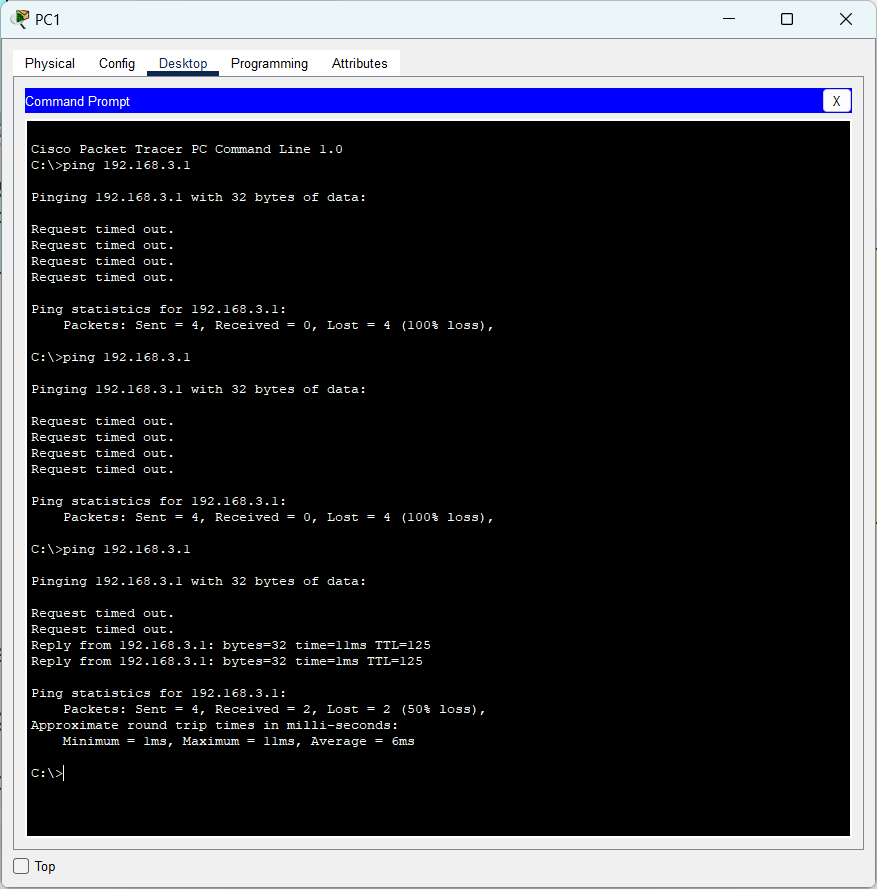 PC1
Physical Config Desktop Programming Attributes
Command Prompt X
Cisco Packet Tracer PC Command Line 1.0
C:\>ping 192.168.3.1
Pinging 192.168.3.1 with 32 bytes of data:
Request timed out.
Request timed out.
Request timed out.
Request timed out.
Ping statistics for 192.168.3.1:
    Packets: Sent = 4, Received = 0, Lost = 4 (100% loss),
C:\>ping 192.168.3.1
Pinging 192.168.3.1 with 32 bytes of data:
Request timed out.
Request timed out.
Request timed out.
Request timed out.
Ping statistics for 192.168.3.1:
    Packets: Sent = 4, Received = 0, Lost = 4 (100% loss),
C:\>ping 192.168.3.1
Pinging 192.168.3.1 with 32 bytes of data:
Request timed out.
Request timed out.
Reply from 192.168.3.1: bytes=32 time=11ms TTL=125
Reply from 192.168.3.1: bytes=32 time=1ms TTL=125
Ping statistics for 192.168.3.1:
    Packets: Sent = 4, Received = 2, Lost = 2 (50% loss),
Approximate round trip times in milli-seconds:
    Minimum = 1ms, Maximum = 11ms, Average = 6ms
C:\>
Top